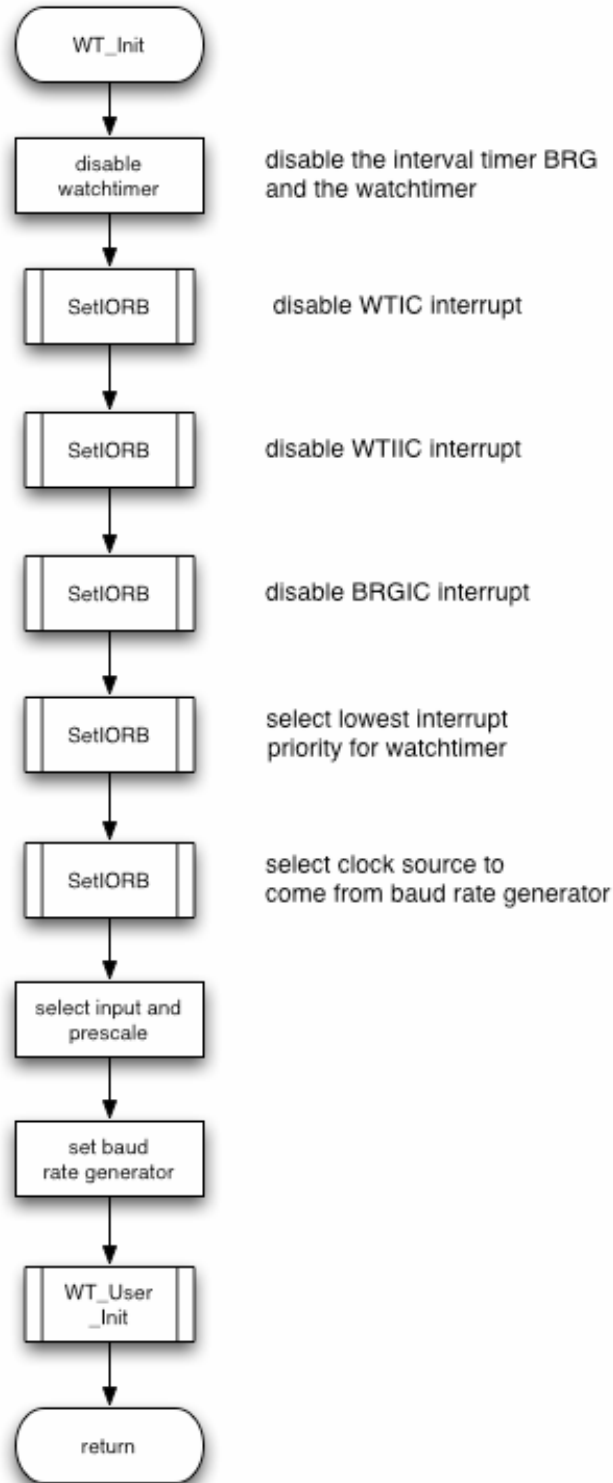 WT_Init
disable
watchtimer
disable the interval timer BRG
and the watchtimer
SetIORB
disable WTIC interrupt
SetIORB
disable WTIIC interrupt
SetIORB
disable BRGIC interrupt
SetIORB
select lowest interrupt
priority for watchtimer
SetIORB
select clock source to
come from baud rate generator
select input and
prescale
set baud
rate generator
WT_User
_Init
return